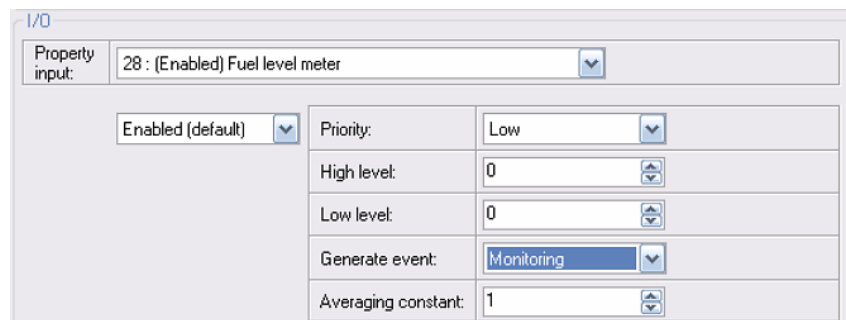 I/O
Property input: 28 : (Enabled) Fuel level meter
Enabled (default) Priority: Low
High level: 0
Low level: 0
Generate event: Monitoring
Averaging constant: 1